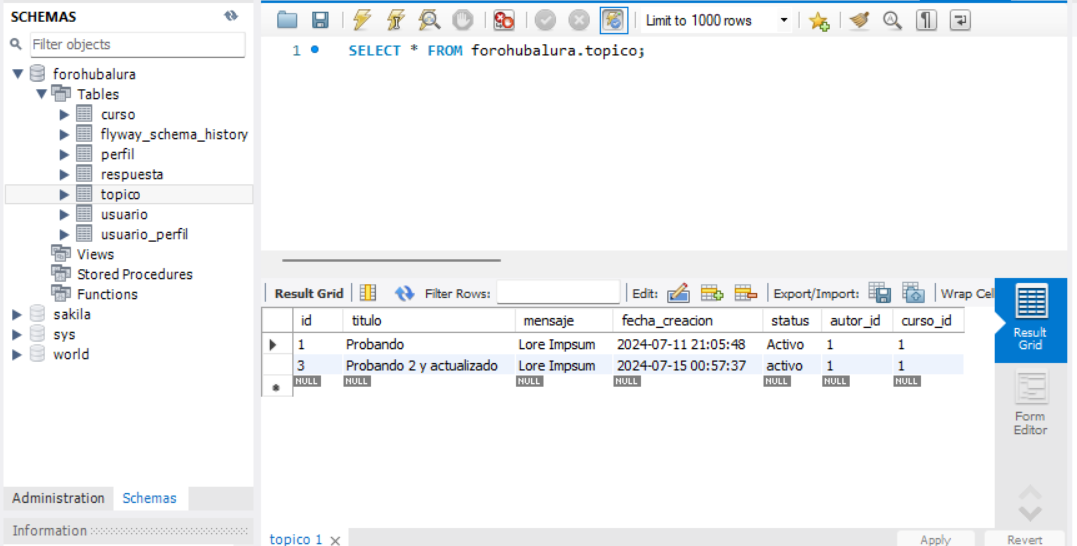 SCHEMAS
Filter objects
forohubalura
Tables
curso
flyway_schema_history
perfil
respuesta
topico
usuario
usuario_perfil
Views
Stored Procedures
Functions
sakila
sys
world
Administration Schemas
Information
Limit to 1000 rows
1 SELECT * FROM forohubalura.topico;
Result Grid Filter Rows: Edit: Export/Import: Wrap Cel
id titulo mensaje fecha_creacion status autor_id curso_id
1 Probando Lore Impsum 2024-07-11 21:05:48 Activo 1 1
3 Probando 2 y actualizado Lore Impsum 2024-07-15 00:57:37 activo 1 1
NULL NULL NULL NULL NULL NULL NULL
Result
Grid
Form
Editor
topico 1
Apply Revert